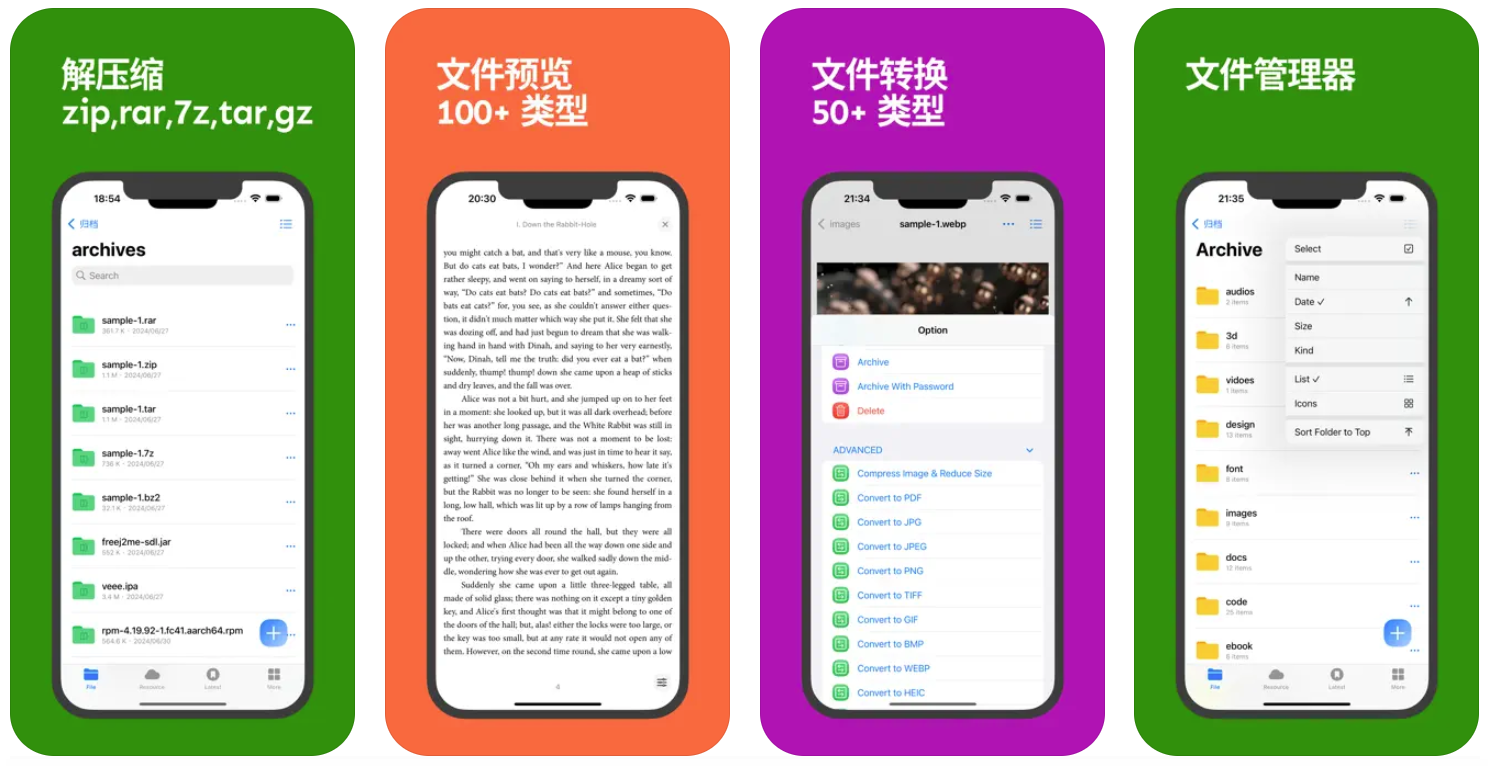 解压缩
zip,rar,7z,tar,gz
18:54
归档
archives
Search
sample-1.rar
361.7 K - 2024/06/27
sample-1.zip
1.1 M - 2024/06/27
sample-1.tar
1.1 M - 2024/06/27
sample-1.7z
736 K - 2024/06/27
sample-1.bz2
32.1 K - 2024/06/27
freej2me-sdl.jar
552 K - 2024/06/27
veee.ipa
3.4 M - 2024/06/27
rpm-4.19.92-1.fc41.aarch64.rpm
564.6 K - 2024/06/30
File
Resource
Latest
More
文件预览
100+ 类型
20:30
I. Down the Rabbit-Hole
you might catch a bat, and that's very like a mouse, you know.
But do cats eat bats, I wonder?" And here Alice began to get
rather sleepy, and went on saying to herself, in a dreamy sort of
way, "Do cats eat bats? Do cats eat bats?" and sometimes, "Do
bats eat cats?" for, you see, as she couldn't answer either ques-
tion, it didn't much matter which way she put it. She felt that she
was dozing off, and had just begun to dream that she was walk-
ing hand in hand with Dinah, and saying to her very earnestly,
"Now, Dinah, tell me the truth: did you ever eat a bat?" when
suddenly, thump! thump! down she came upon a heap of sticks
and dry leaves, and the fall was over.
Alice was not a bit hurt, and she jumped up on to her feet
in a moment: she looked up, but it was all dark overhead; before
her was another long passage, and the White Rabbit was still in
sight, hurrying down it. There was not a moment to be lost:
away went Alice like the wind, and was just in time to hear it say,
as it turned a corner, "Oh my ears and whiskers, how late it's
getting!" She was close behind it when she turned the corner,
but the Rabbit was no longer to be seen: she found herself in a
long, low hall, which was lit up by a row of lamps hanging from
the roof.
There were doors all round the hall, but they were all
locked; and when Alice had been all the way down one side and
up the other, trying every door, she walked sadly down the mid-
dle, wondering how she was ever to get out again.
Suddenly she came upon a little three-legged table, all
made of solid glass; there was nothing on it except a tiny golden
key, and Alice's first thought was that it might belong to one of
the doors of the hall; but, alas! either the locks were too large, or
the key was too small, but at any rate it would not open any of
them. However, on the second time round, she came upon a low
4
文件转换
50+ 类型
21:34
images
sample-1.webp
Option
Archive
Archive With Password
Delete
ADVANCED
Compress Image & Reduce Size
Convert to PDF
Convert to JPG
Convert to JPEG
Convert to PNG
Convert to TIFF
Convert to GIF
Convert to BMP
Convert to WEBP
Convert to HEIC
文件管理器
21:35
归档
Archive
Select
Name
Date
Size
Kind
List
Icons
Sort Folder to Top
audios
2 items
3d
6 items
vidoes
1 items
design
13 items
font
8 items
images
9 items
docs
12 items
code
25 items
ebook
6 items
File
Resource
Latest
More